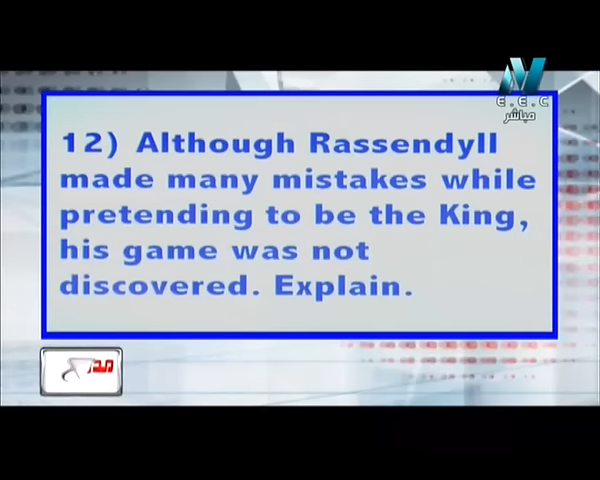 E.E.C
مباشر
12) Although Rassendyll
made many mistakes while
pretending to be the King,
his game was not
discovered. Explain.